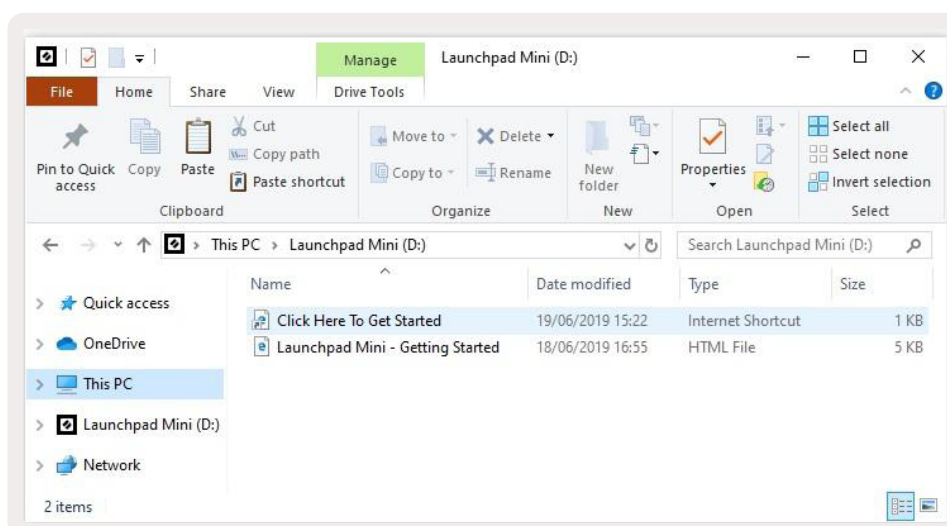 Manage Launchpad Mini (D:)
File Home Share View Drive Tools
Pin to Quick access
Copy
Paste
Cut
Copy path
Paste shortcut
Clipboard
Move to
Copy to
Delete
Rename
Organize
New folder
New
Properties
Open
Select all
Select none
Invert selection
Select
This PC > Launchpad Mini (D:)
Search Launchpad Mini (D:)
Name Date modified Type Size
Click Here To Get Started 19/06/2019 15:22 Internet Shortcut 1 KB
Launchpad Mini - Getting Started 18/06/2019 16:55 HTML File 5 KB
Quick access
OneDrive
This PC
Launchpad Mini (D:)
Network
2 items